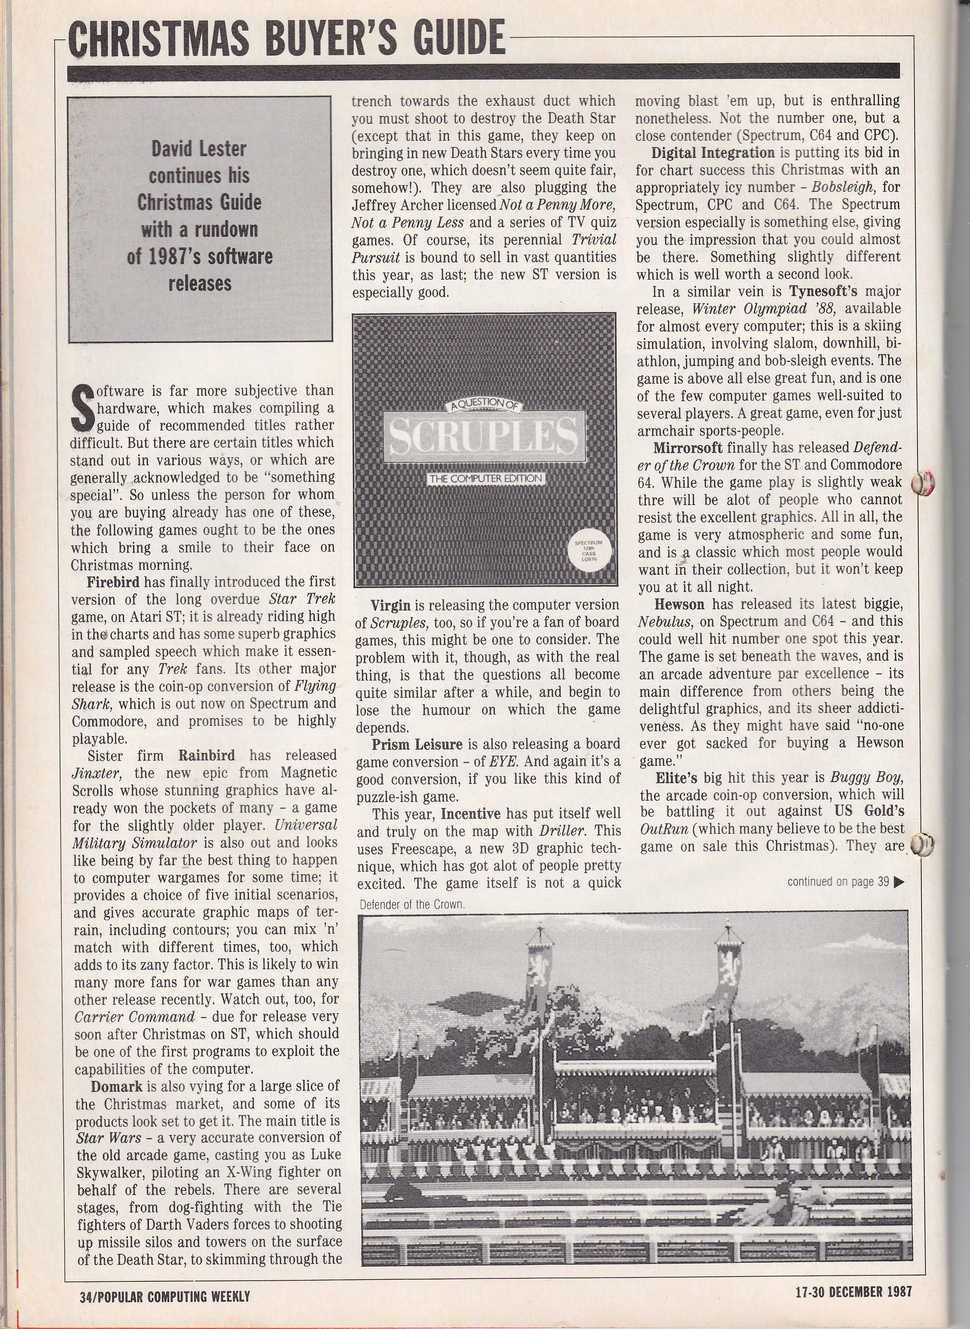 CHRISTMAS BUYER'S GUIDE
David Lester
continues his
Christmas Guide
with a rundown
of 1987's software
releases
Software is far more subjective than
hardware, which makes compiling a
guide of recommended titles rather
difficult. But there are certain titles which
stand out in various ways, or which are
generally acknowledged to be “something
special”. So unless the person for whom
you are buying already has one of these,
the following games ought to be the ones
which bring a smile to their face on
Christmas morning.
Firebird has finally introduced the first
version of the long overdue Star Trek
game, on Atari ST; it is already riding high
in the charts and has some superb graphics
and sampled speech which make it essen-
tial for any Trek fans. Its other major
release is the coin-op conversion of Flying
Shark, which is out now on Spectrum and
Commodore, and promises to be highly
playable.
Sister firm Rainbird has released
Jinxter, the new epic from Magnetic
Scrolls whose stunning graphics have al-
ready won the pockets of many – a game
for the slightly older player. Universal
Military Simulator is also out and looks
like being by far the best thing to happen
to computer wargames for some time; it
provides a choice of five initial scenarios,
and gives accurate graphic maps of ter-
rain, including contours; you can mix 'n'
match with different times, too, which
adds to its zany factor. This is likely to win
many more fans for war games than any
other release recently. Watch out, too, for
Carrier Command – due for release very
soon after Christmas on ST, which should
be one of the first programs to exploit the
capabilities of the computer.
Domark is also vying for a large slice of
the Christmas market, and some of its
products look set to get it. The main title is
Star Wars – a very accurate conversion of
the old arcade game, casting you as Luke
Skywalker, piloting an X-Wing fighter on
behalf of the rebels. There are several
stages, from dog-fighting with the Tie
fighters of Darth Vaders forces to shooting
up missile silos and towers on the surface
of the Death Star, to skimming through the
trench towards the exhaust duct which
you must shoot to destroy the Death Star
(except that in this game, they keep on
bringing in new Death Stars every time you
destroy one, which doesn't seem quite fair,
somehow!). They are also plugging the
Jeffrey Archer licensed Not a Penny More,
Not a Penny Less and a series of TV quiz
games. Of course, its perennial Trivial
Pursuit is bound to sell in vast quantities
this year, as last; the new ST version is
especially good.
A QUESTION OF
SCRUPLES
THE COMPUTER EDITION
SPECTRUM
128K
CASS
Virgin is releasing the computer version
of Scruples, too, so if you're a fan of board
games, this might be one to consider. The
problem with it, though, as with the real
thing, is that the questions all become
quite similar after a while, and begin to
lose the humour on which the game
depends.
Prism Leisure is also releasing a board
game conversion – of EYE. And again it's a
good conversion, if you like this kind of
puzzle-ish game.
This year, Incentive has put itself well
and truly on the map with Driller. This
uses Freescape, a new 3D graphic tech-
nique, which has got alot of people pretty
excited. The game itself is not a quick
moving blast 'em up, but is enthralling
nonetheless. Not the number one, but a
close contender (Spectrum, C64 and CPC).
Digital Integration is putting its bid in
for chart success this Christmas with an
appropriately icy number – Bobsleigh, for
Spectrum, CPC and C64. The Spectrum
version especially is something else, giving
you the impression that you could almost
be there. Something slightly different
which is well worth a second look.
In a similar vein is Tynesoft's major
release, Winter Olympiad '88, available
for almost every computer; this is a skiing
simulation, involving slalom, downhill, bi-
athlon, jumping and bob-sleigh events. The
game is above all else great fun, and is one
of the few computer games well-suited to
several players. A great game, even for just
armchair sports-people.
Mirrorsoft finally has released Defend-
er of the Crown for the ST and Commodore
64. While the game play is slightly weak
thre will be alot of people who cannot
resist the excellent graphics. All in all, the
game is very atmospheric and some fun,
and is a classic which most people would
want in their collection, but it won't keep
you at it all night.
Hewson has released its latest biggie,
Nebulus, on Spectrum and C64 – and this
could well hit number one spot this year.
The game is set beneath the waves, and is
an arcade adventure par excellence – its
main difference from others being the
delightful graphics, and its sheer addicti-
veness. As they might have said “no-one
ever got sacked for buying a Hewson
game.”
Elite's big hit this year is Buggy Boy,
the arcade coin-op conversion, which will
be battling it out against US Gold's
OutRun (which many believe to be the best
game on sale this Christmas). They are
continued on page 39 ▶
Defender of the Crown.
34/POPULAR COMPUTING WEEKLY
17-30 DECEMBER 1987